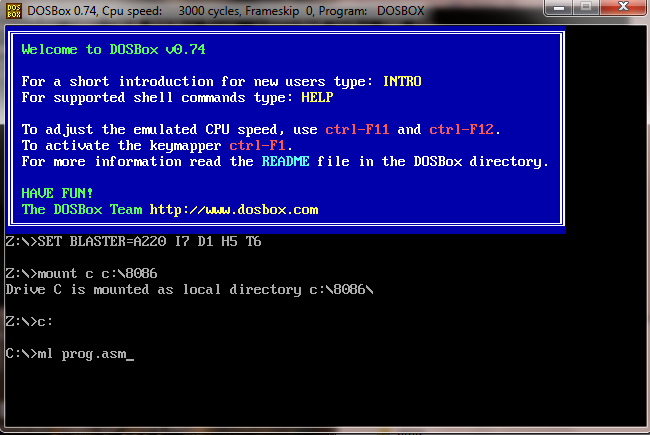 DOS BOX
DOSBox 0.74, Cpu speed: 3000 cycles, Frameskip 0, Program: DOSBOX
Welcome to DOSBox v0.74
For a short introduction for new users type: INTRO
For supported shell commands type: HELP
To adjust the emulated CPU speed, use ctrl-F11 and ctrl-F12.
To activate the keymapper ctrl-F1.
For more information read the README file in the DOSBox directory.
HAVE FUN!
The DOSBox Team http://www.dosbox.com
Z:\>SET BLASTER=A220 I7 D1 H5 T6
Z:\>mount c c:\8086
Drive C is mounted as local directory c:\8086\
Z:\>c:
C:\>ml prog.asm_